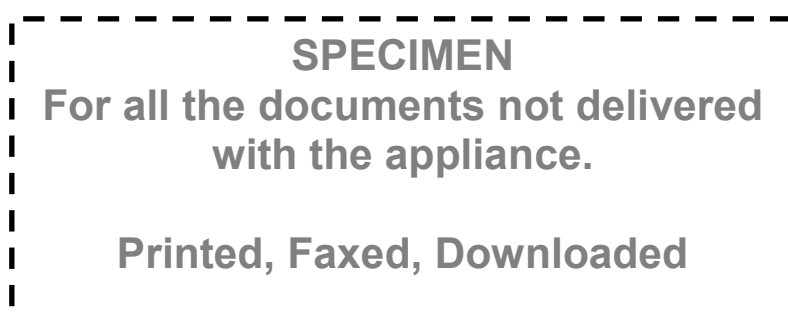 SPECIMEN
For all the documents not delivered
with the appliance.
Printed, Faxed, Downloaded